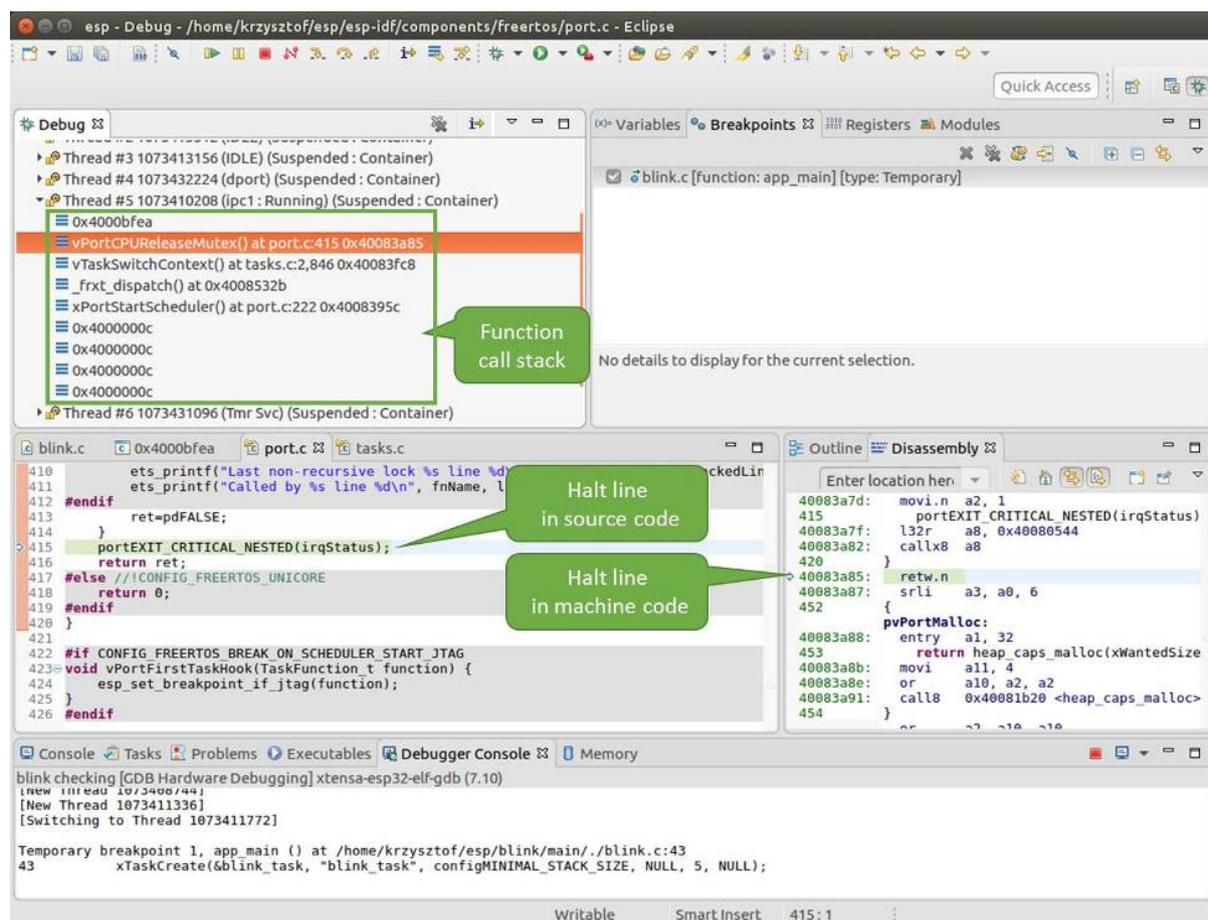 esp - Debug - /home/krzysztof/esp/esp-idf/components/freertos/port.c - Eclipse
Quick Access
Debug
Thread #3 1073413156 (IDLE) (Suspended : Container)
Thread #4 1073432224 (dport) (Suspended : Container)
Thread #5 1073410208 (ipc1 : Running) (Suspended : Container)
0x4000bfea
vPortCPUReleaseMutex() at port.c:415 0x40083a85
vTaskSwitchContext() at tasks.c:2,846 0x40083fc8
_frxt_dispatch() at 0x4008532b
xPortStartScheduler() at port.c:222 0x4008395c
0x4000000c
0x4000000c
0x4000000c
0x4000000c
Thread #6 1073431096 (Tmr Svc) (Suspended : Container)
Function
call stack
(x)= Variables Breakpoints Registers Modules
blink.c [function: app_main] [type: Temporary]
No details to display for the current selection.
blink.c 0x4000bfea port.c tasks.c
410 ets_printf("Last non-recursive lock %s line %d ckedLin
411 ets_printf("Called by %s line %d\n", fnName, l
412 #endif
413 ret=pdFALSE;
414 }
415 portEXIT_CRITICAL_NESTED(irqStatus);
416 return ret;
417 #else //!CONFIG_FREERTOS_UNICORE
418 return 0;
419 #endif
420 }
421
422 #if CONFIG_FREERTOS_BREAK_ON_SCHEDULER_START_JTAG
423 void vPortFirstTaskHook(TaskFunction_t function) {
424 esp_set_breakpoint_if_jtag(function);
425 }
426 #endif
Halt line
in source code
Halt line
in machine code
Outline Disassembly
Enter location her
40083a7d: movi.n a2, 1
415 portEXIT_CRITICAL_NESTED(irqStatus)
40083a7f: l32r a8, 0x40080544
40083a82: callx8 a8
420 }
40083a85: retw.n
40083a87: srli a3, a0, 6
452 {
pvPortMalloc:
40083a88: entry a1, 32
453 return heap_caps_malloc(xWantedSize
40083a8b: movi a11, 4
40083a8e: or a10, a2, a2
40083a91: call8 0x40081b20 <heap_caps_malloc>
454 }
Console Tasks Problems Executables Debugger Console Memory
blink checking [GDB Hardware Debugging] xtensa-esp32-elf-gdb (7.10)
[New Thread 1073408744]
[New Thread 1073411336]
[Switching to Thread 1073411772]
Temporary breakpoint 1, app_main () at /home/krzysztof/esp/blink/main/./blink.c:43
43 xTaskCreate(&blink_task, "blink_task", configMINIMAL_STACK_SIZE, NULL, 5, NULL);
Writable Smart Insert 415 : 1